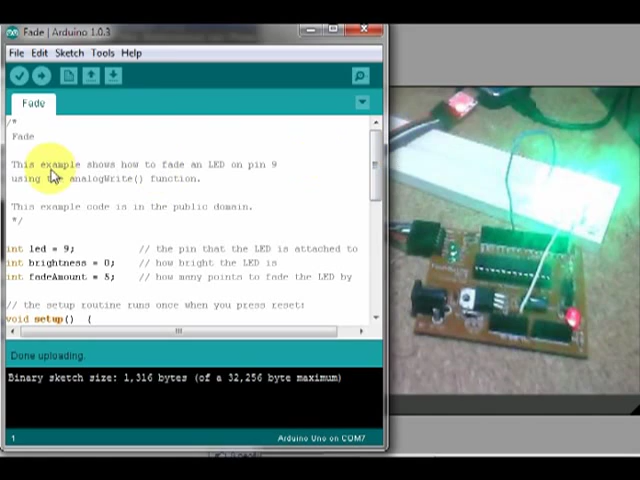 Fade | Arduino 1.0.3
File Edit Sketch Tools Help
Fade
/*
Fade
This example shows how to fade an LED on pin 9
using the analogWrite() function.
This example code is in the public domain.
*/
int led = 9; // the pin that the LED is attached to
int brightness = 0; // how bright the LED is
int fadeAmount = 5; // how many points to fade the LED by
// the setup routine runs once when you press reset:
void setup() {
Done uploading.
Binary sketch size: 1,316 bytes (of a 32,256 byte maximum)
1
Arduino Uno on COM7